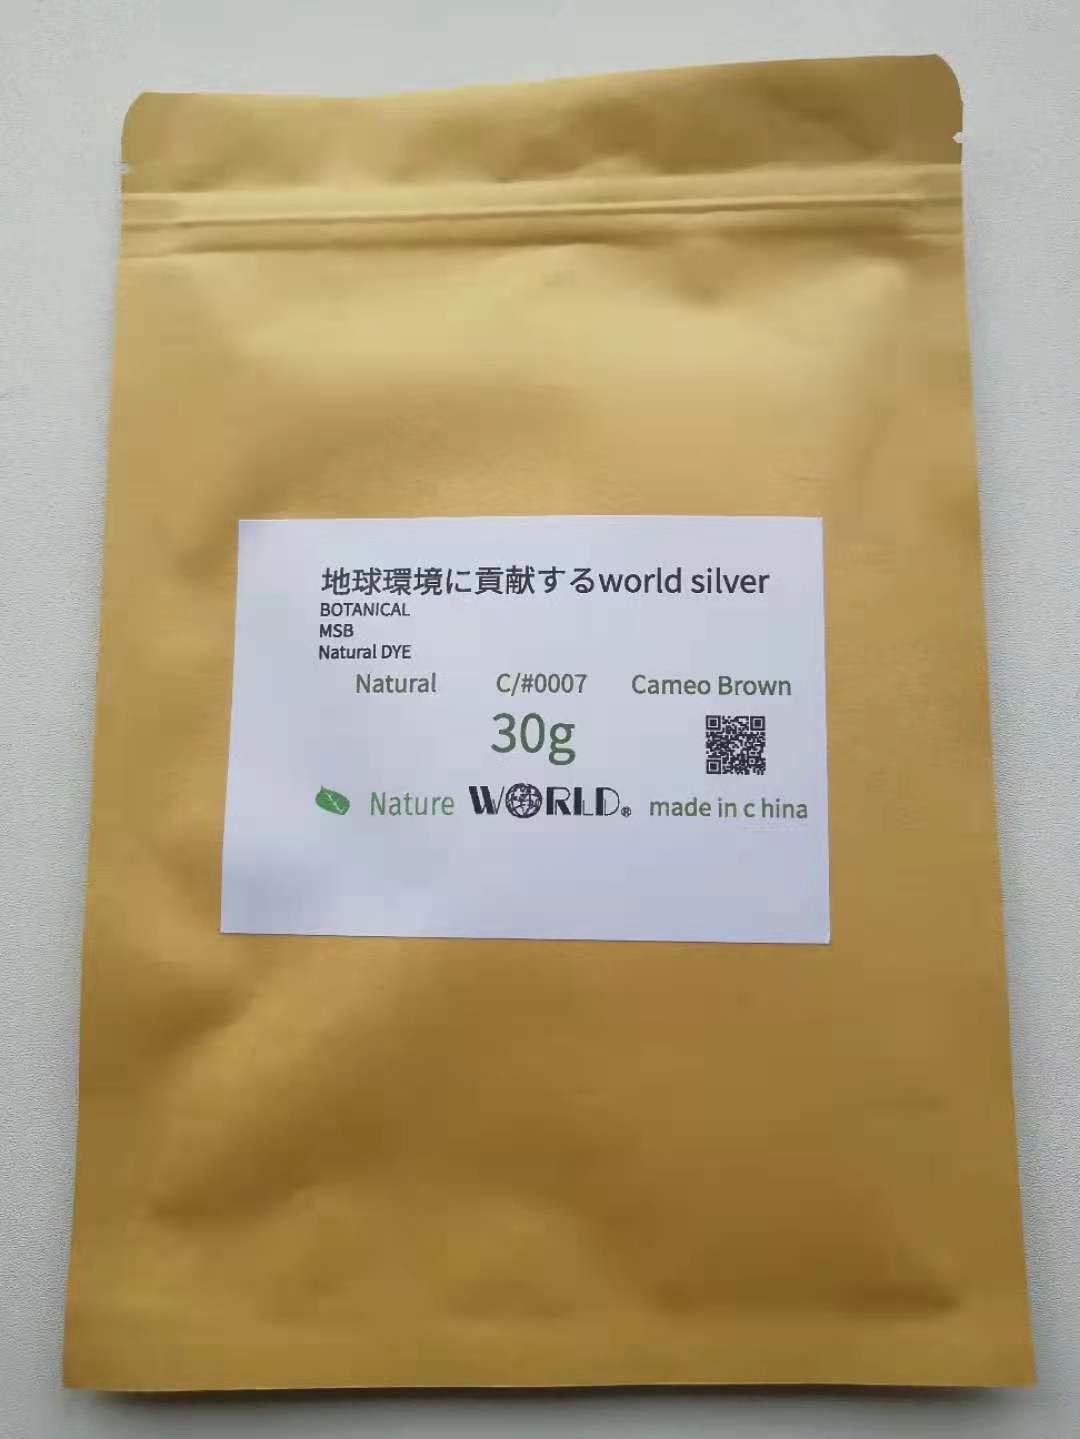 地球環境に貢献するworld silver
BOTANICAL
MSB
Natural DYE
Natural C/#0007 Cameo Brown
30g
Nature WORLD® made in c hina